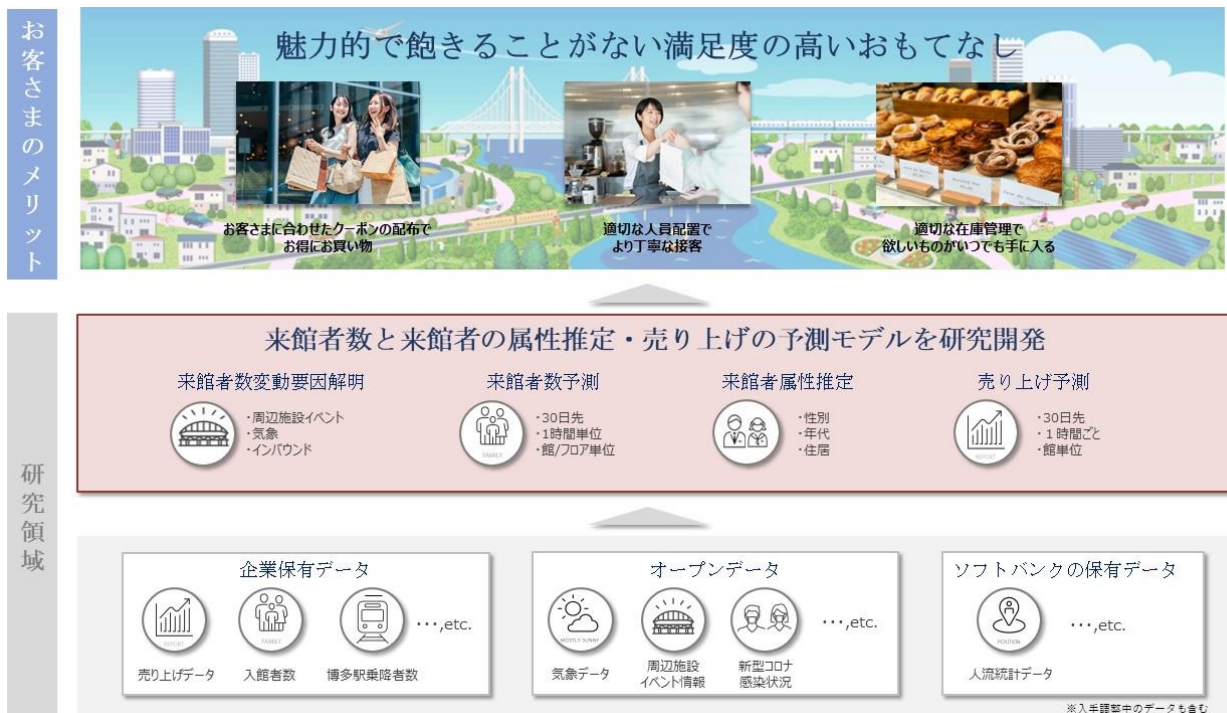 お客さまのメリット
魅力的で飽きることがない満足度の高いおもてなし
お客さまに合わせたクーポンの配布で
お得にお買い物
適切な人員配置で
より丁寧な接客
適切な在庫管理で
欲しいものがいつでも手に入る
研究領域
来館者数と来館者の属性推定・売り上げの予測モデルを研究開発
来館者数変動要因解明
・周辺施設イベント
・気象
・インバウンド
来館者数予測
FAMILY
・30日先
・1時間単位
・館/フロア単位
来館者属性推定
・性別
・年代
・住居
売り上げ予測
REPORT
・30日先
・１時間ごと
・館単位
企業保有データ
REPORT
売り上げデータ
FAMILY
入館者数
博多駅乗降者数
…,etc.
オープンデータ
MOSTLY SUNNY
気象データ
周辺施設
イベント情報
新型コロナ
感染状況
…,etc.
ソフトバンクの保有データ
POSITION
人流統計データ
…,etc.
※入手調整中のデータも含む